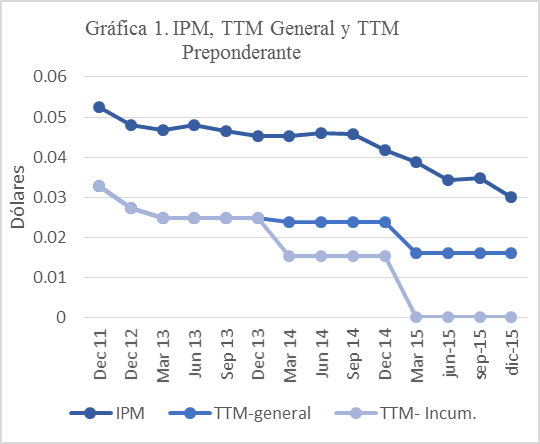 Gráfica 1. IPM, TTM General y TTM
Preponderante
0.06
0.05
0.04
0.03
0.02
0.01
0
Dólares
Dec 11
Dec 12
Mar 13
Jun 13
Sep 13
Dec 13
Mar 14
Jun 14
Sep 14
Dec 14
Mar 15
jun-15
sep-15
dic-15
IPM
TTM-general
TTM- Incum.